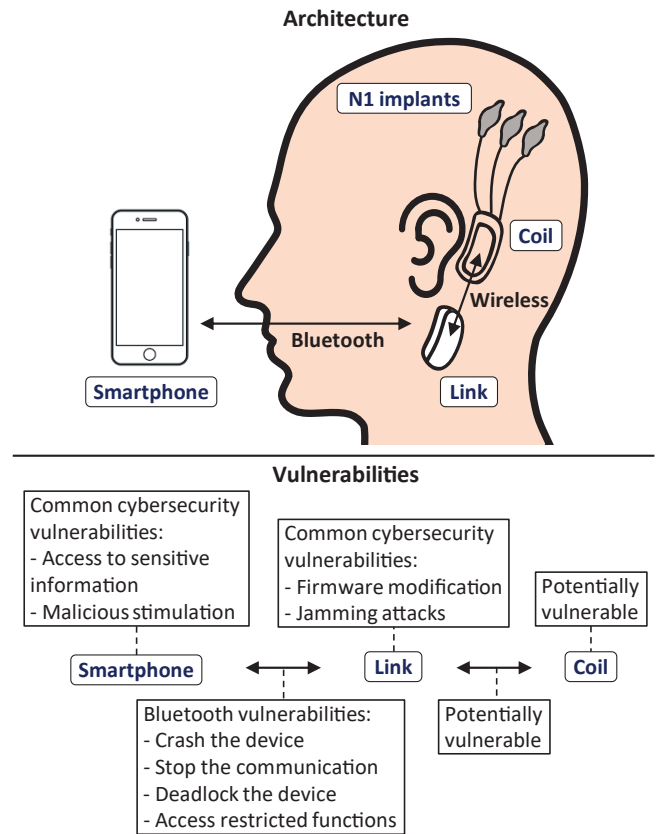 Architecture
N1 implants
Coil
Wireless
Bluetooth
Smartphone
Link
Vulnerabilities
Common cybersecurity
vulnerabilities:
- Access to sensitive
information
- Malicious stimulation
Common cybersecurity
vulnerabilities:
- Firmware modification
- Jamming attacks
Potentially
vulnerable
Smartphone
Link
Coil
Bluetooth vulnerabilities:
- Crash the device
- Stop the communication
- Deadlock the device
- Access restricted functions
Potentially
vulnerable